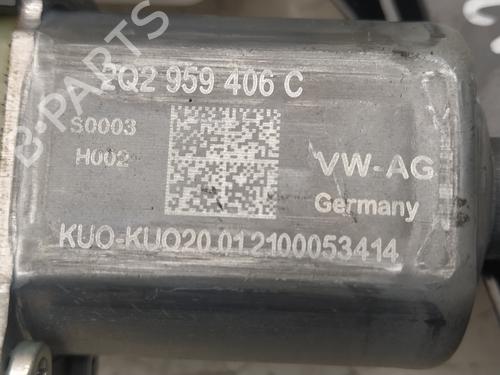 2Q2 959 406 C
S0003
H002
VW-AG
Germany
KUO-KUO20.012100053414
B-PARTS